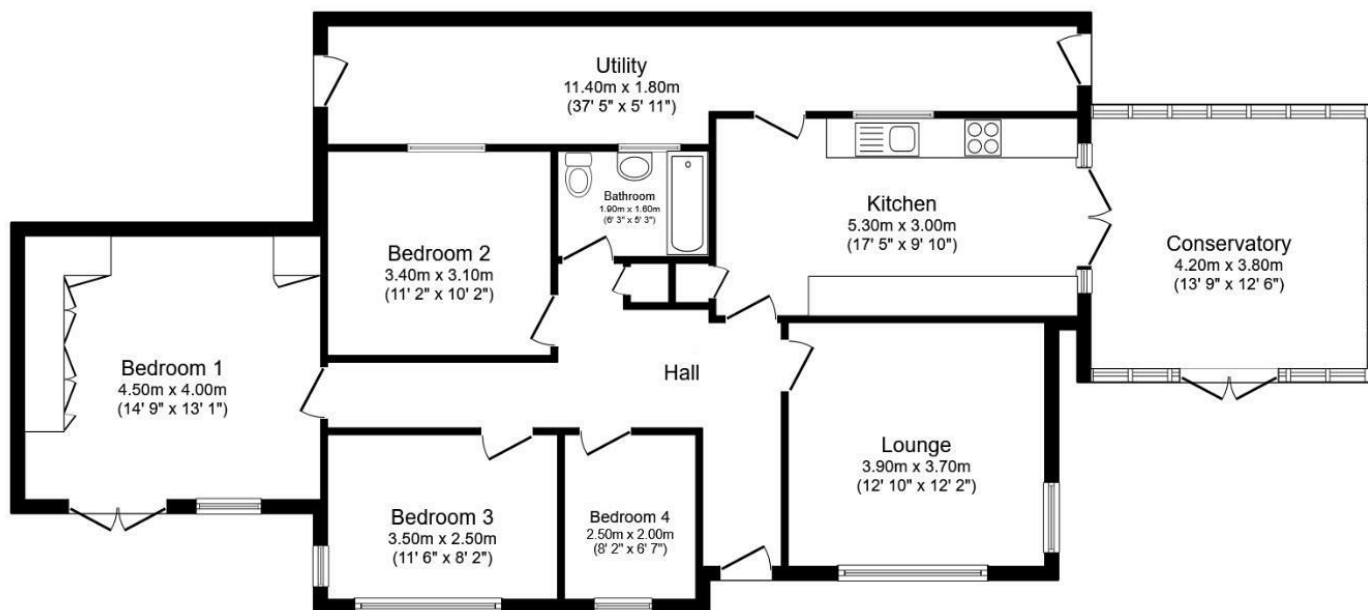 Utility
11.40m x 1.80m
(37' 5" x 5' 11")
Bathroom
1.90m x 1.60m
(6' 3" x 5' 3")
Kitchen
5.30m x 3.00m
(17' 5" x 9' 10")
Bedroom 2
3.40m x 3.10m
(11' 2" x 10' 2")
Conservatory
4.20m x 3.80m
(13' 9" x 12' 6")
Bedroom 1
4.50m x 4.00m
(14' 9" x 13' 1")
Hall
Lounge
3.90m x 3.70m
(12' 10" x 12' 2")
Bedroom 3
3.50m x 2.50m
(11' 6" x 8' 2")
Bedroom 4
2.50m x 2.00m
(8' 2" x 6' 7")